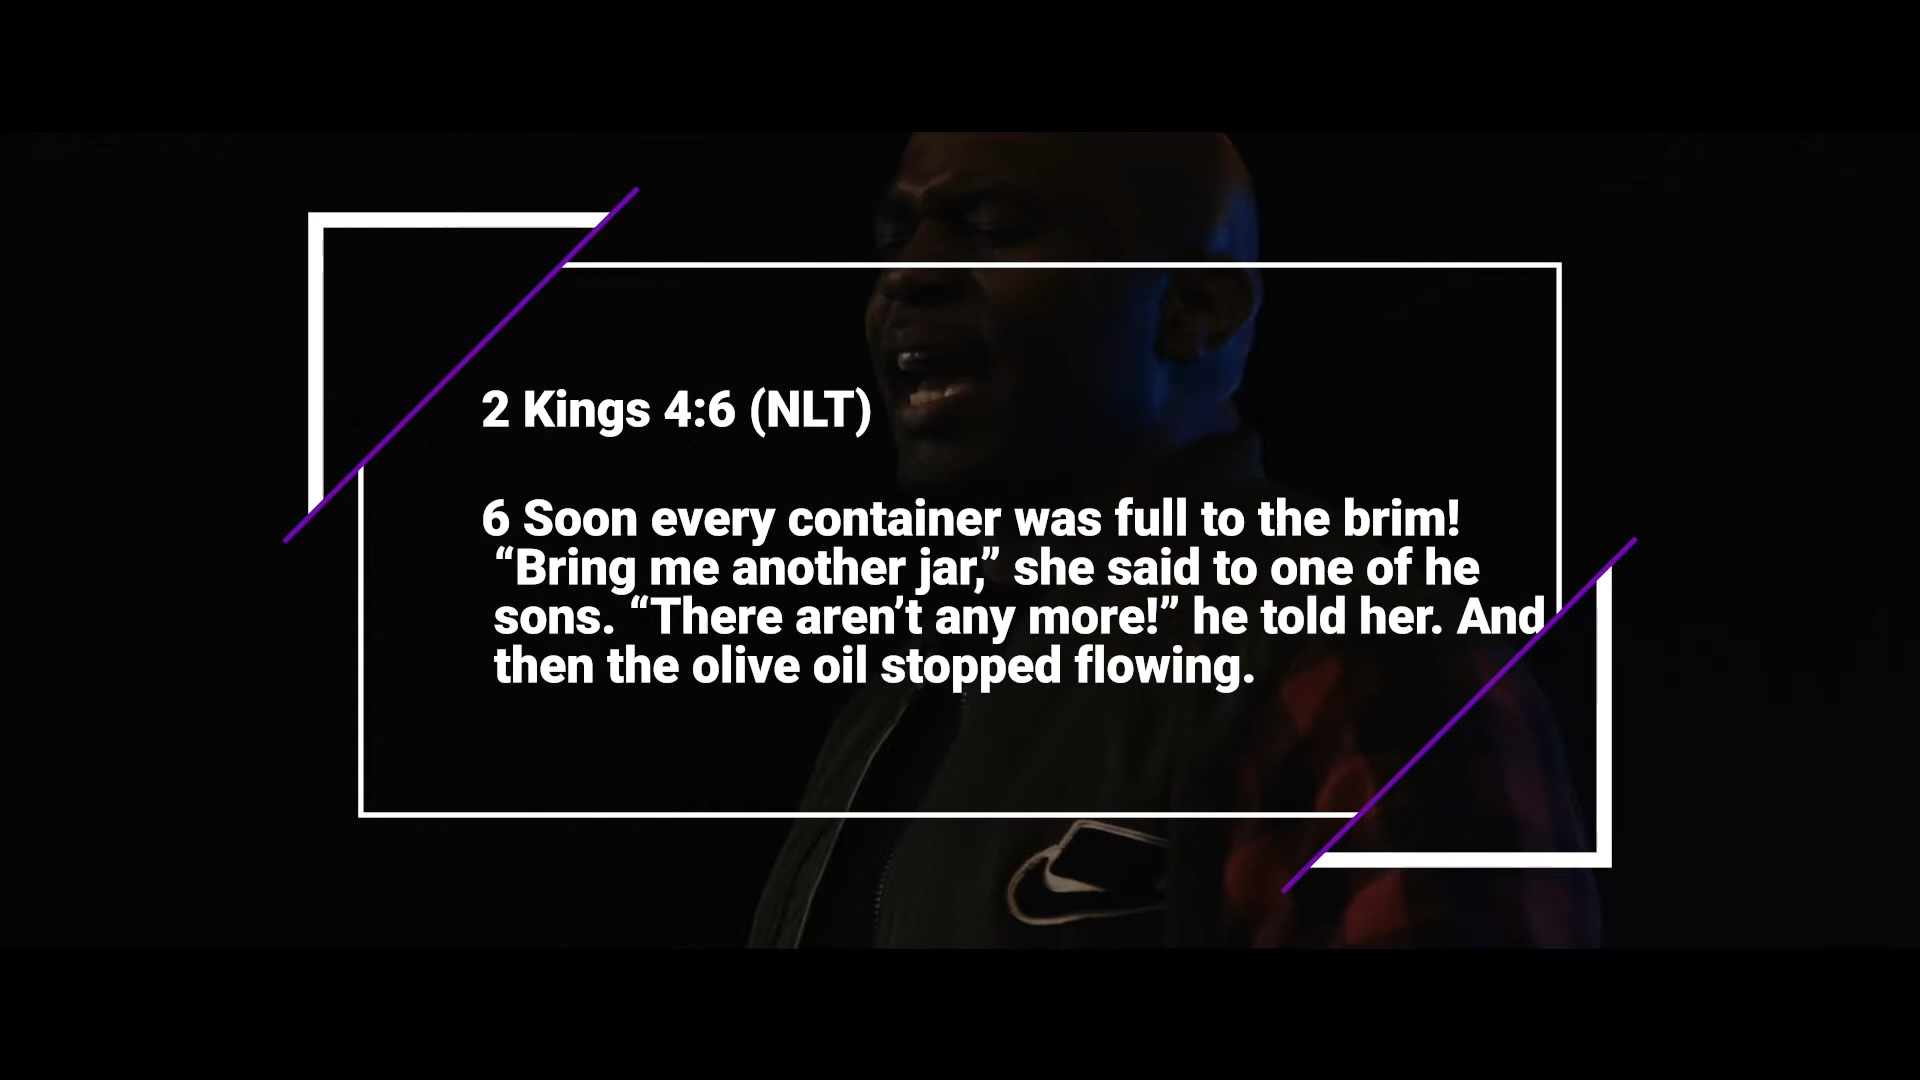 2 Kings 4:6 (NLT)
6 Soon every container was full to the brim!
“Bring me another jar,” she said to one of he
sons. “There aren’t any more!” he told her. And
then the olive oil stopped flowing.